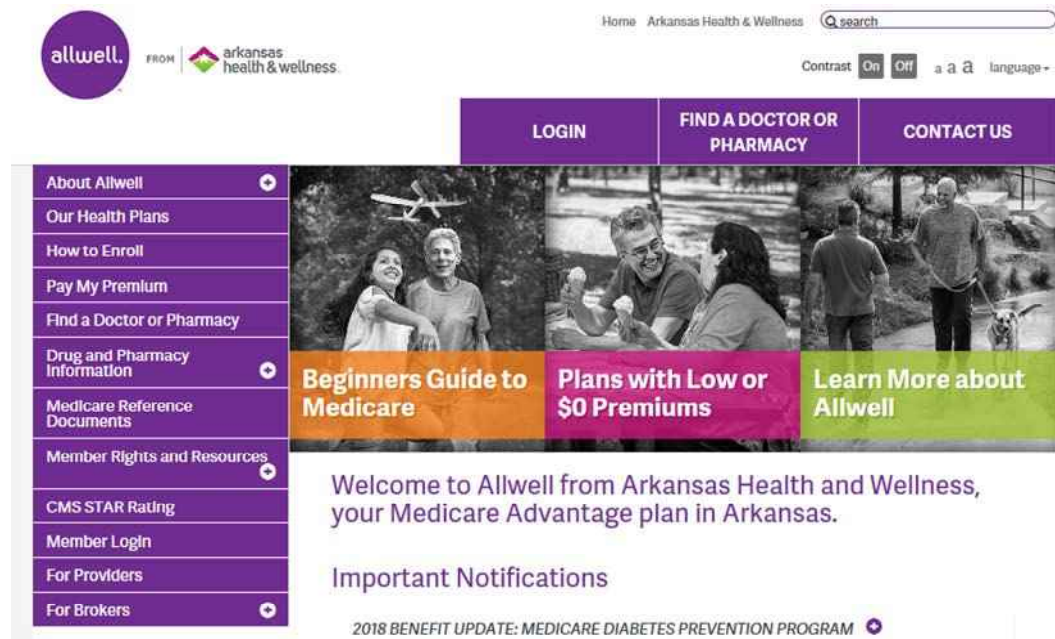 Home Arkansas Health & Wellness search
allwell.
FROM arkansas
health & wellness.
Contrast On Off a a a language
LOGIN
FIND A DOCTOR OR
PHARMACY
CONTACT US
About Allwell
Our Health Plans
How to Enroll
Pay My Premium
Find a Doctor or Pharmacy
Drug and Pharmacy
Information
Medicare Reference
Documents
Member Rights and Resources
CMS STAR Rating
Member Login
For Providers
For Brokers
Beginners Guide to
Medicare
Plans with Low or
$0 Premiums
Learn More about
Allwell
Welcome to Allwell from Arkansas Health and Wellness,
your Medicare Advantage plan in Arkansas.
Important Notifications
2018 BENEFIT UPDATE: MEDICARE DIABETES PREVENTION PROGRAM